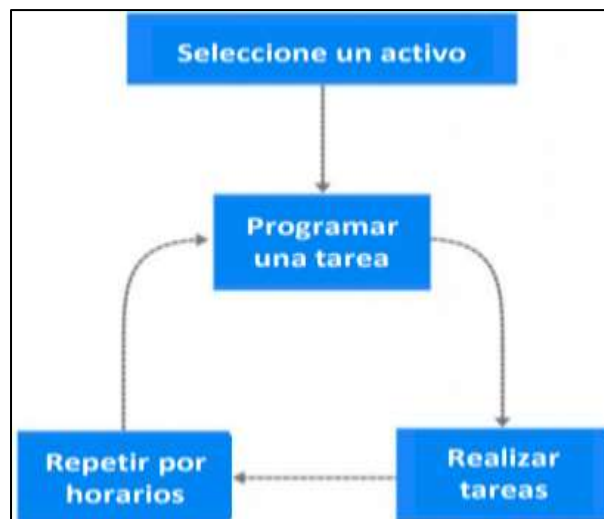 Seleccione un activo
Programar
una tarea
Repetir por
horarios
Realizar
tareas